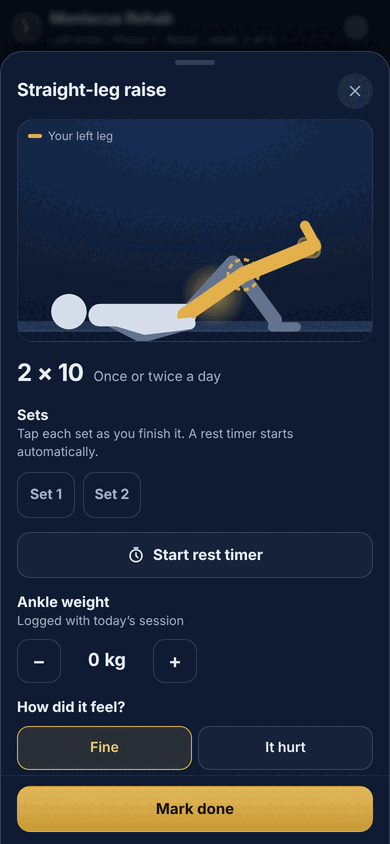 Meniscus Rehab
Straight-leg raise
Your left leg
2 × 10 Once or twice a day
Sets
Tap each set as you finish it. A rest timer starts
automatically.
Set 1 Set 2
Start rest timer
Ankle weight
Logged with today’s session
– 0 kg +
How did it feel?
Fine It hurt
Mark done